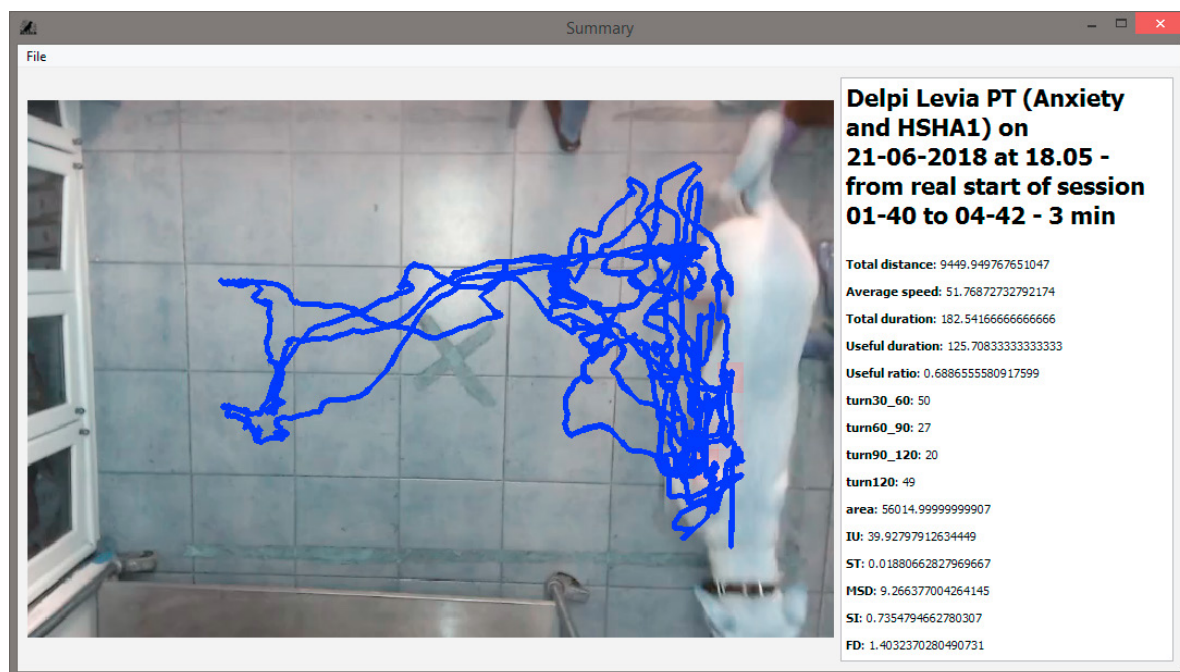 Summary
File
Delpi Levia PT (Anxiety
and HSHA1) on
21-06-2018 at 18.05 -
from real start of session
01-40 to 04-42 - 3 min
Total distance: 9449.949767651047
Average speed: 51.76872732792174
Total duration: 182.54166666666666
Useful duration: 125.70833333333333
Useful ratio: 0.6886555580917599
turn30_60: 50
turn60_90: 27
turn90_120: 20
turn120: 49
area: 56014.99999999907
IU: 39.92797912634449
ST: 0.01880662827969667
MSD: 9.266377004264145
SI: 0.7354794662780307
FD: 1.4032370280490731